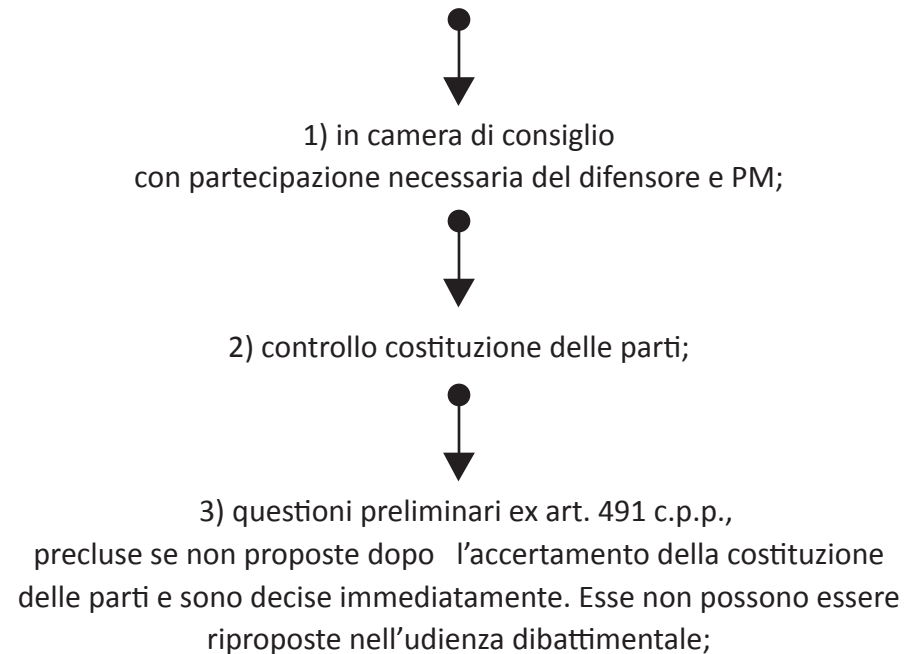 1) in camera di consiglio
con partecipazione necessaria del difensore e PM;
2) controllo costituzione delle parti;
3) questioni preliminari ex art. 491 c.p.p.,
precluse se non proposte dopo l’accertamento della costituzione
delle parti e sono decise immediatamente. Esse non possono essere
riproposte nell’udienza dibattimentale;